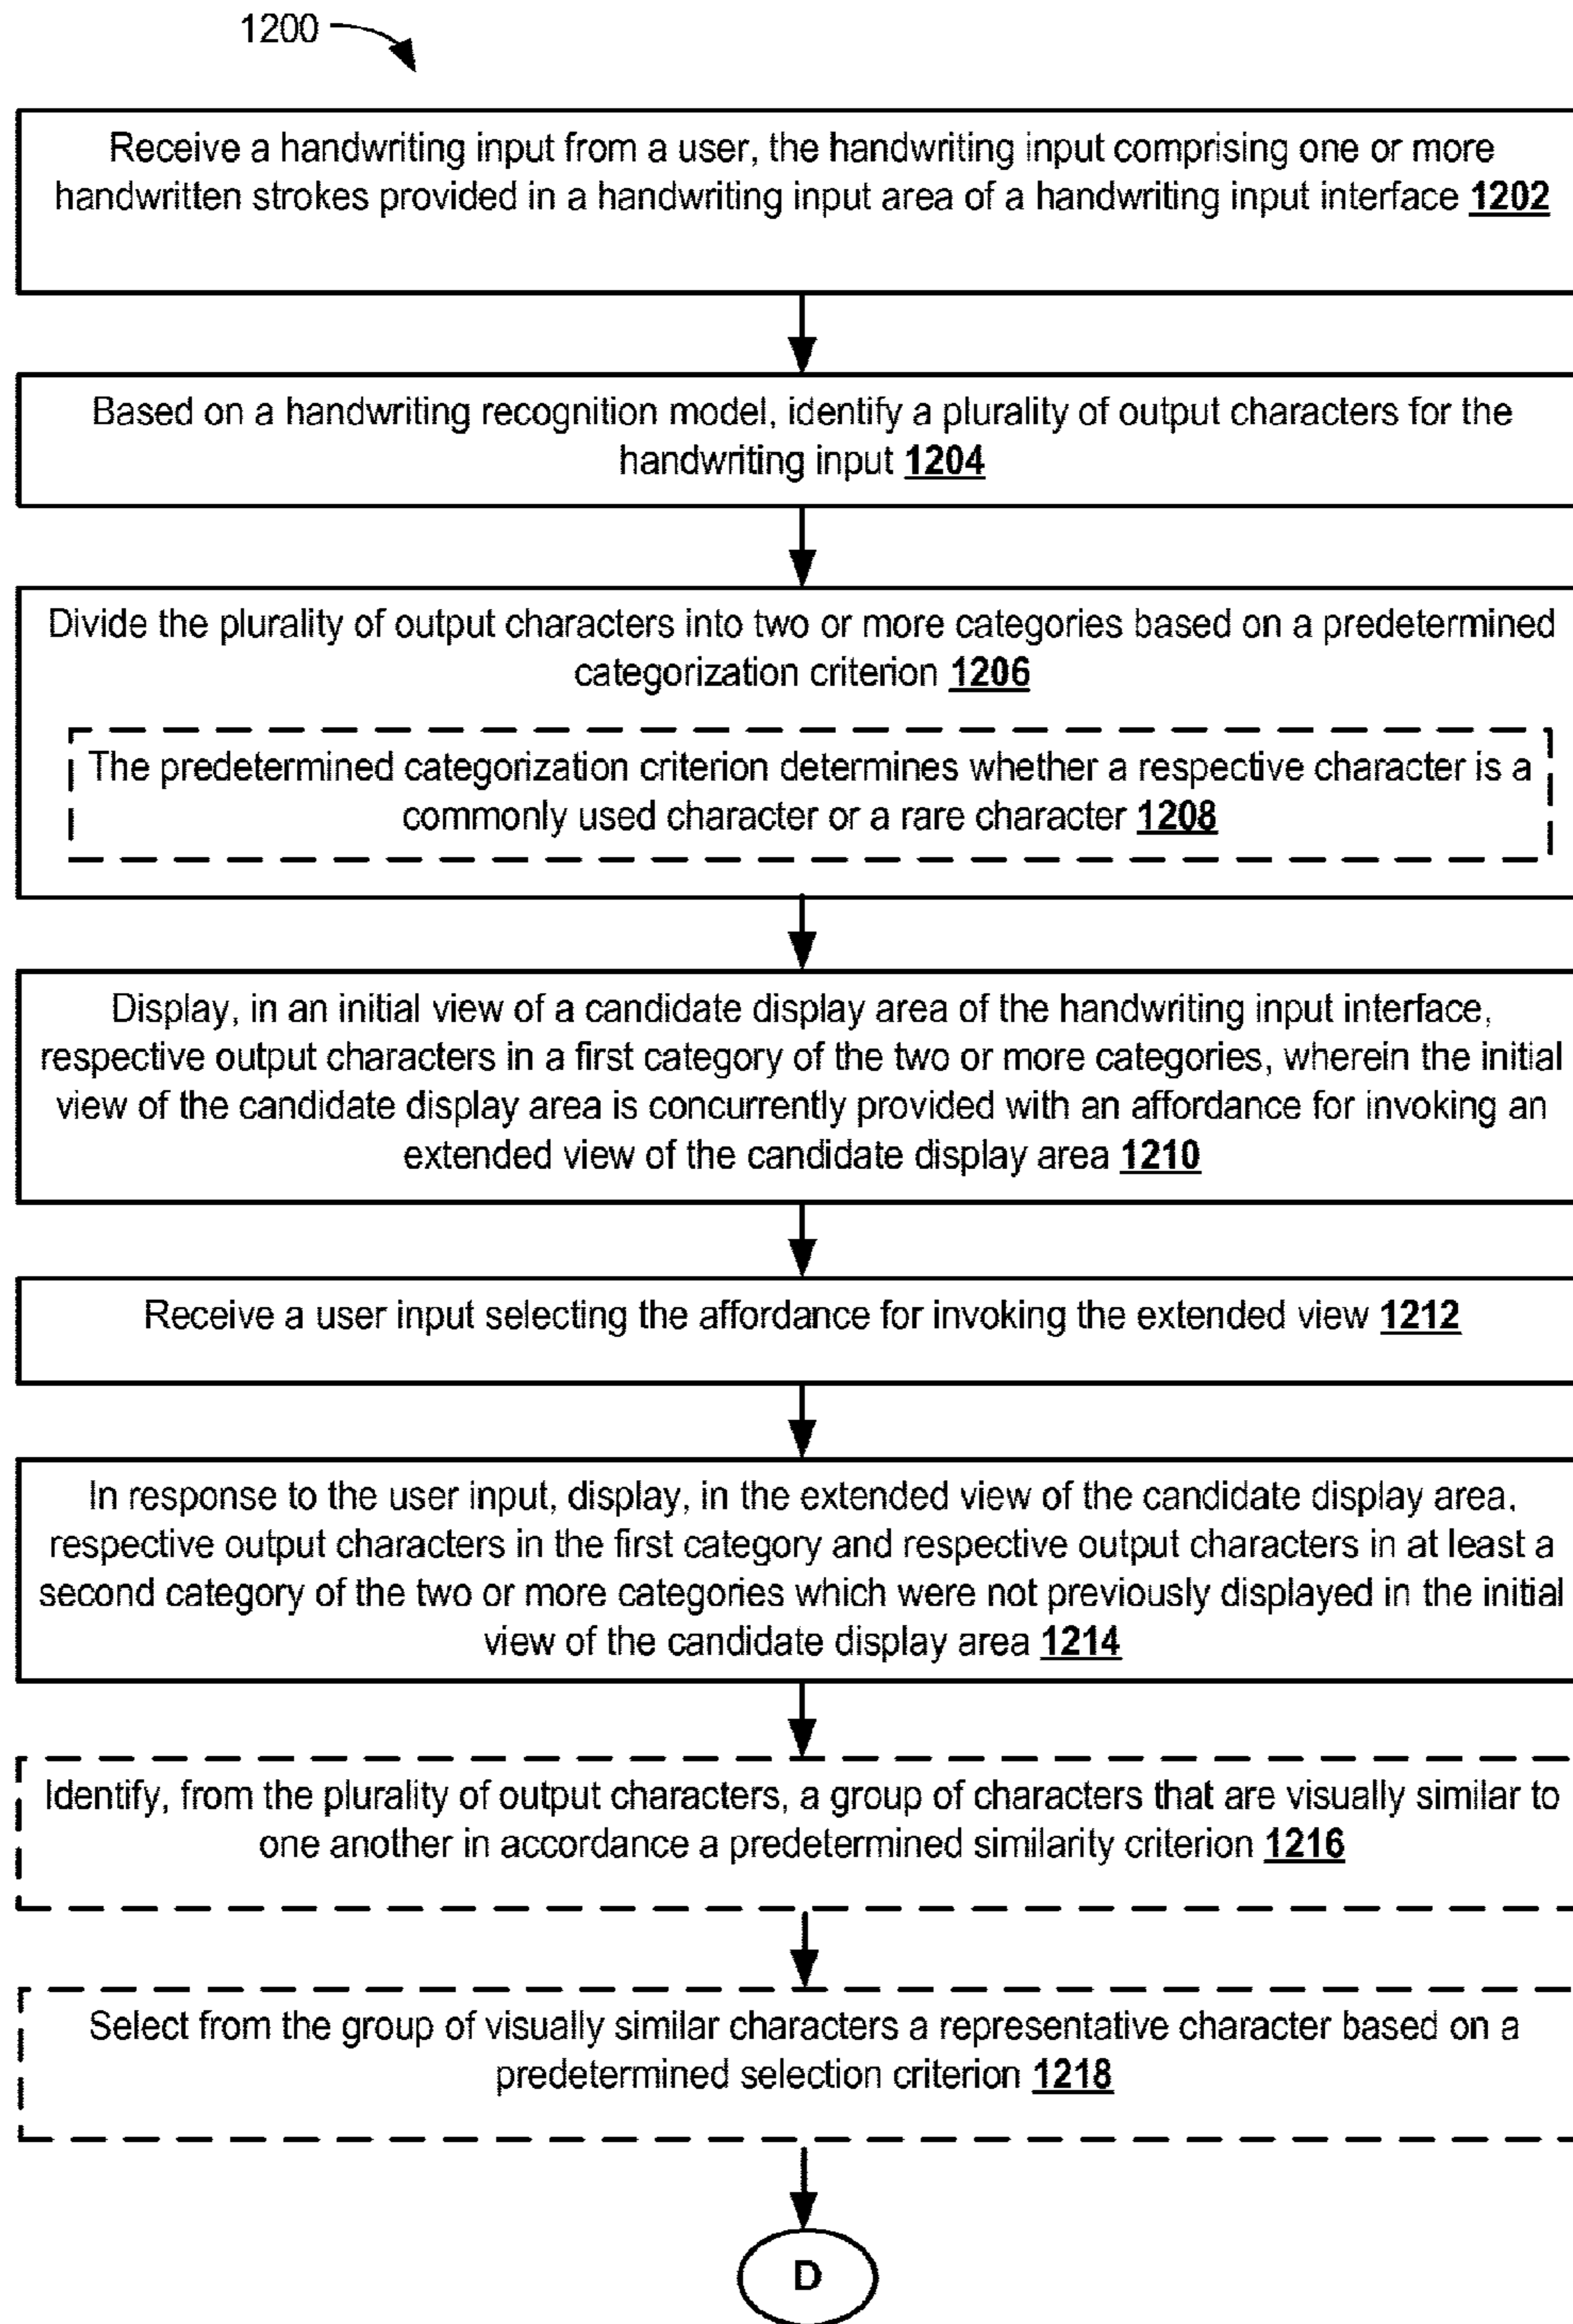 1200
Receive a handwriting input from a user, the handwriting input comprising one or more
handwritten strokes provided in a handwriting input area of a handwriting input interface 1202
Based on a handwriting recognition model, identify a plurality of output characters for the
handwriting input 1204
Divide the plurality of output characters into two or more categories based on a predetermined
categorization criterion 1206
The predetermined categorization criterion determines whether a respective character is a
commonly used character or a rare character 1208
Display, in an initial view of a candidate display area of the handwriting input interface,
respective output characters in a first category of the two or more categories, wherein the initial
view of the candidate display area is concurrently provided with an affordance for invoking an
extended view of the candidate display area 1210
Receive a user input selecting the affordance for invoking the extended view 1212
In response to the user input, display, in the extended view of the candidate display area,
respective output characters in the first category and respective output characters in at least a
second category of the two or more categories which were not previously displayed in the initial
view of the candidate display area 1214
Identify, from the plurality of output characters, a group of characters that are visually similar to
one another in accordance a predetermined similarity criterion 1216
Select from the group of visually similar characters a representative character based on a
predetermined selection criterion 1218
D